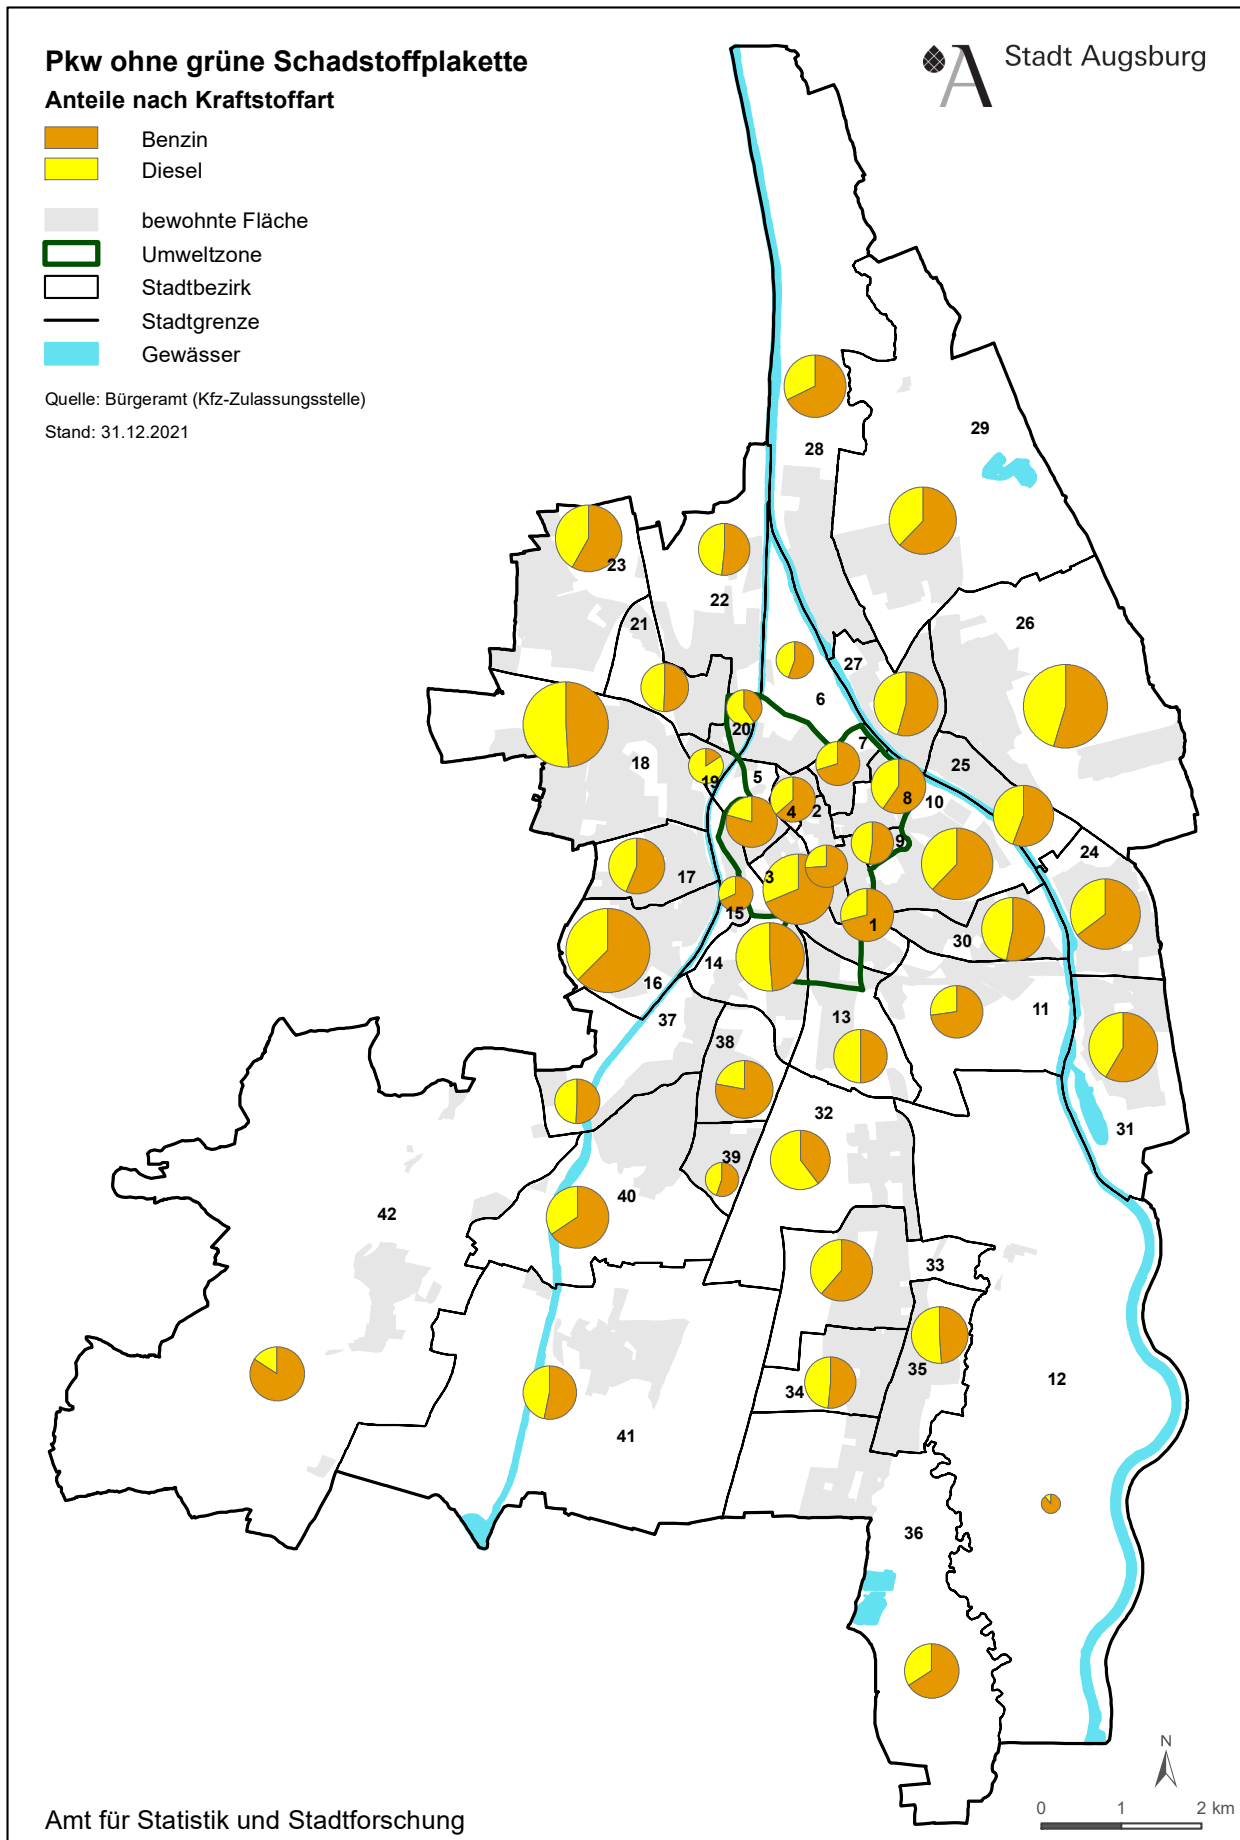 Pkw ohne grüne Schadstoffplakette
Anteile nach Kraftstoffart
Benzin
Diesel
bewohnte Fläche
Umweltzone
Stadtbezirk
Stadtgrenze
Gewässer
Quelle: Bürgeramt (Kfz-Zulassungsstelle)
Stand: 31.12.2021
A Stadt Augsburg
28
29
23
22
21
26
27
6
20
7
18
19
5
25
4
2
8
10
9
24
17
3
15
1
30
14
16
11
37
13
38
32
31
39
40
42
33
35
12
34
41
36
N
0 1 2 km
Amt für Statistik und Stadtforschung